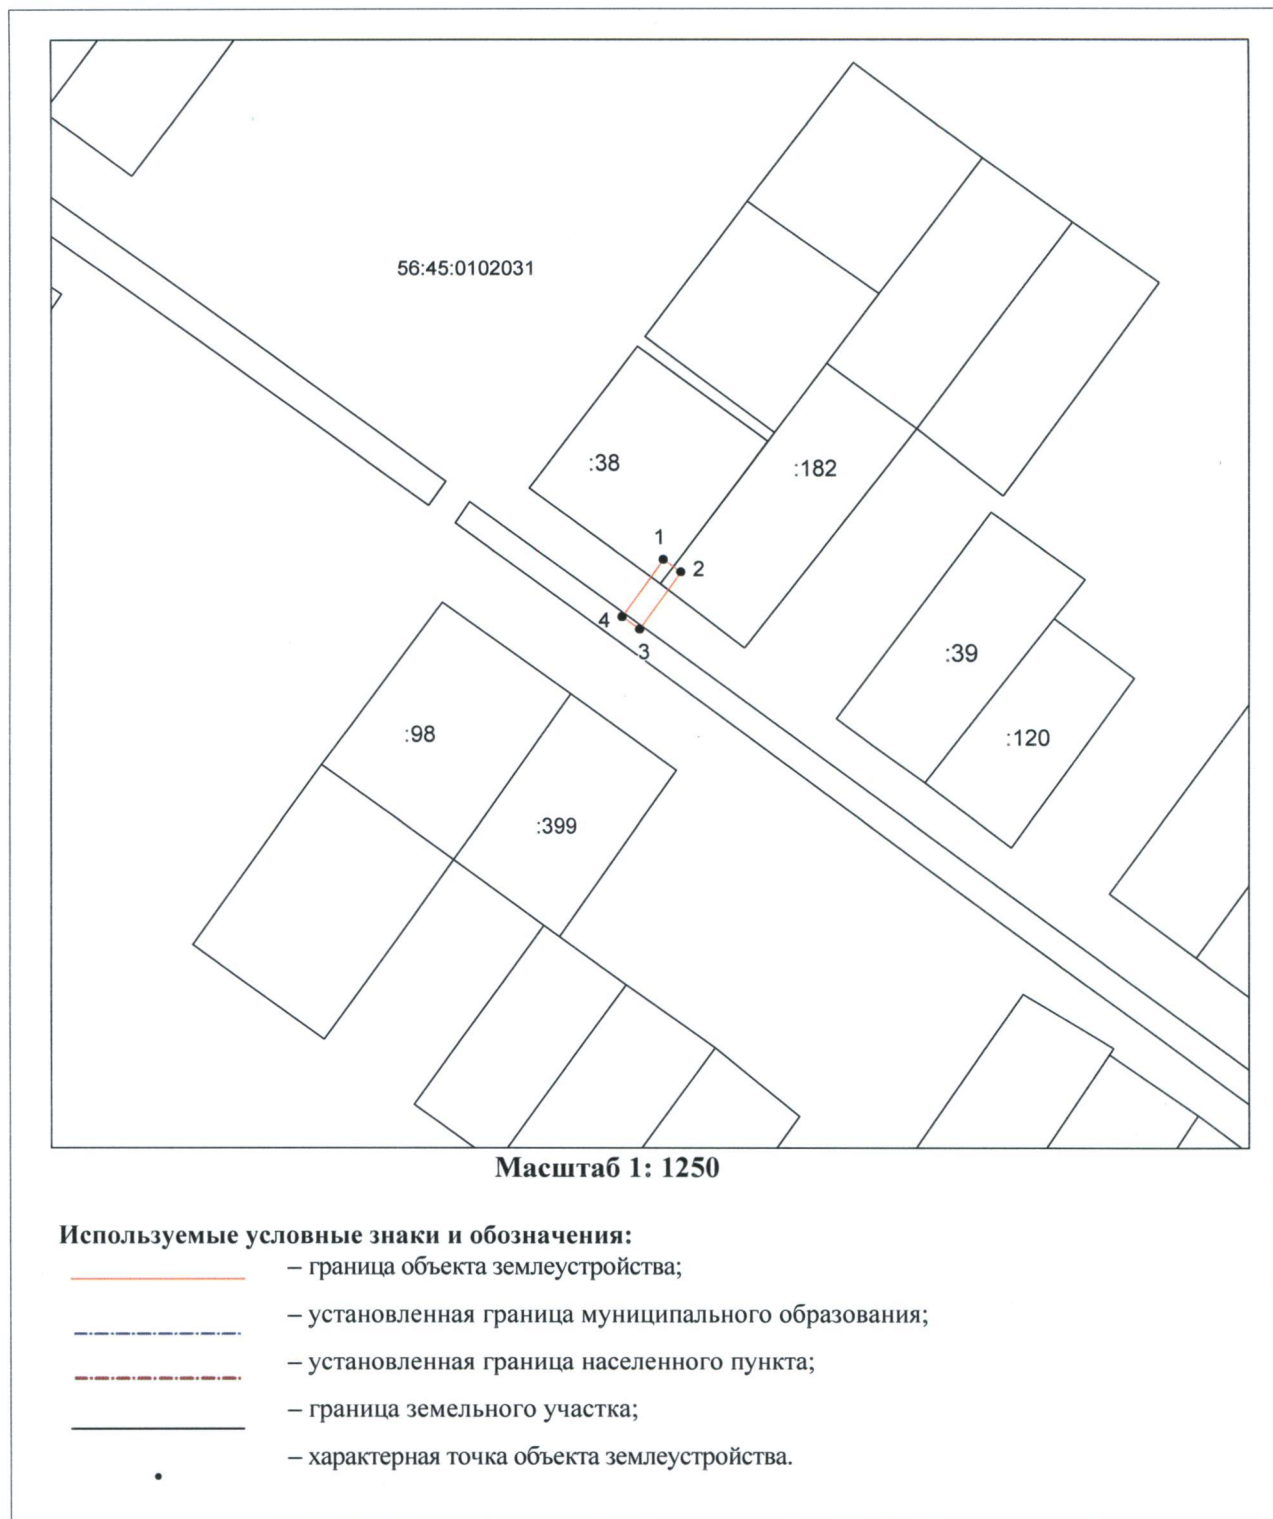 56:45:0102031
:38
:182
1
2
4
3
:39
:98
:120
:399
Масштаб 1: 1250
Используемые условные знаки и обозначения:
– граница объекта землеустройства;
– установленная граница муниципального образования;
– установленная граница населенного пункта;
– граница земельного участка;
– характерная точка объекта землеустройства.